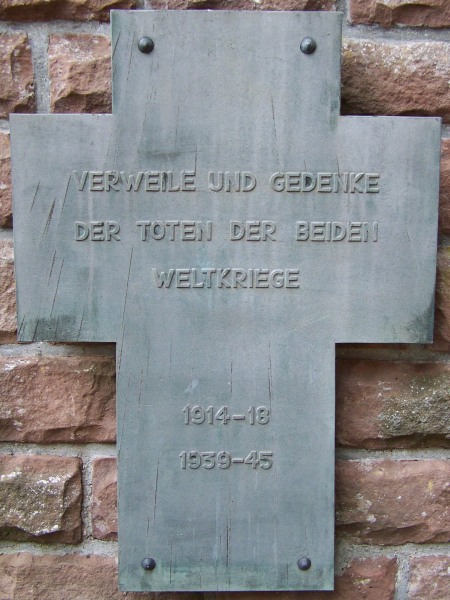 VERWEILE UND GEDENKE
DER TOTEN DER BEIDEN
WELTKRIEGE
1914–18
1939–45